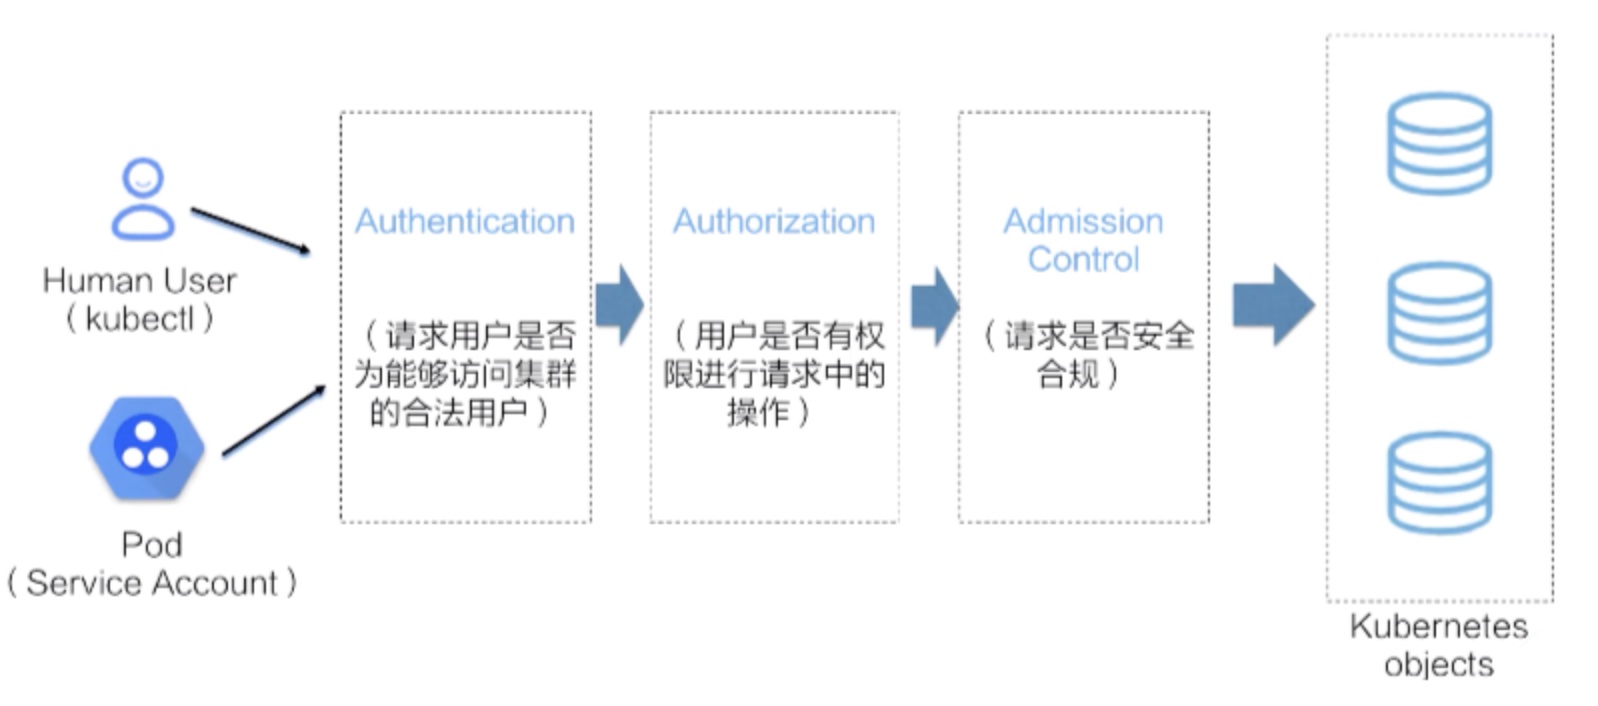 Human User
（kubectl）
Pod
（Service Account）
Authentication
（请求用户是否
为能够访问集群
的合法用户）
Authorization
（用户是否有权
限进行请求中的
操作）
Admission
Control
（请求是否安全
合规）
Kubernetes
objects